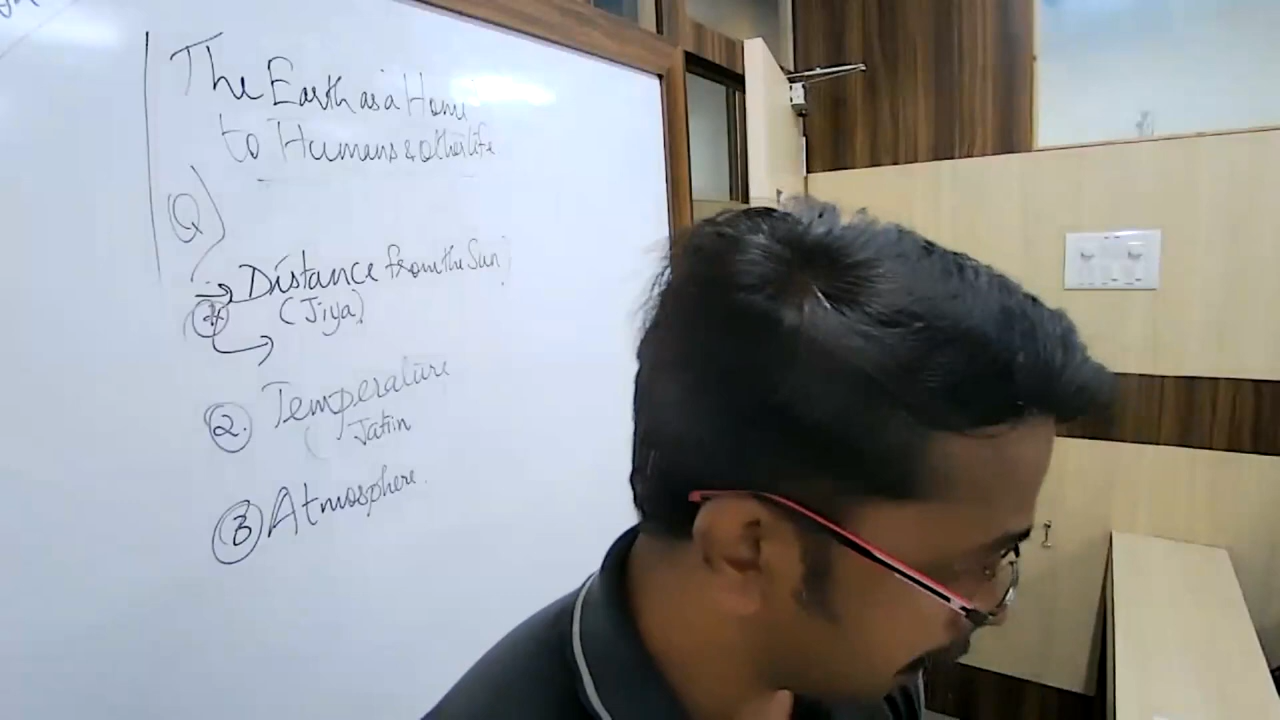 The Earth as a Home
to Humans & other life
Q)
→ Distance from the Sun
(Jiya)
2. Temperature
( Jatin
3 Atmosphere.